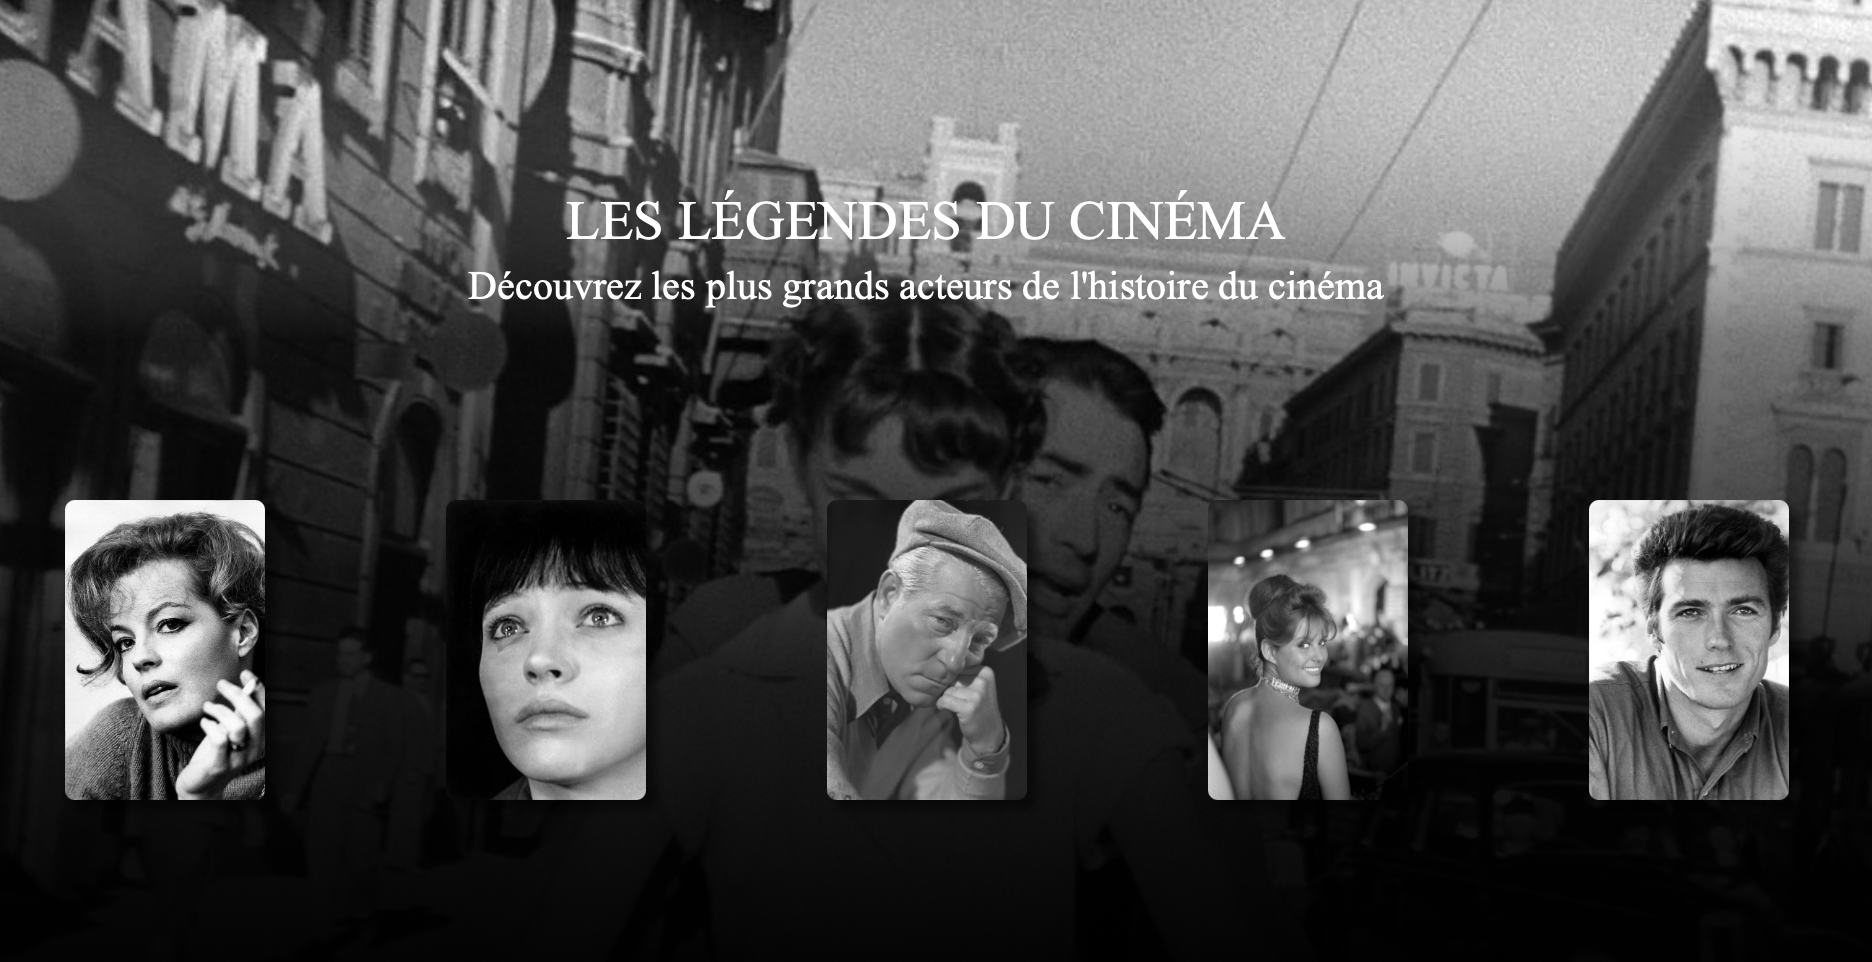 AMA
INVICTA
LES LÉGENDES DU CINÉMA
Découvrez les plus grands acteurs de l'histoire du cinéma